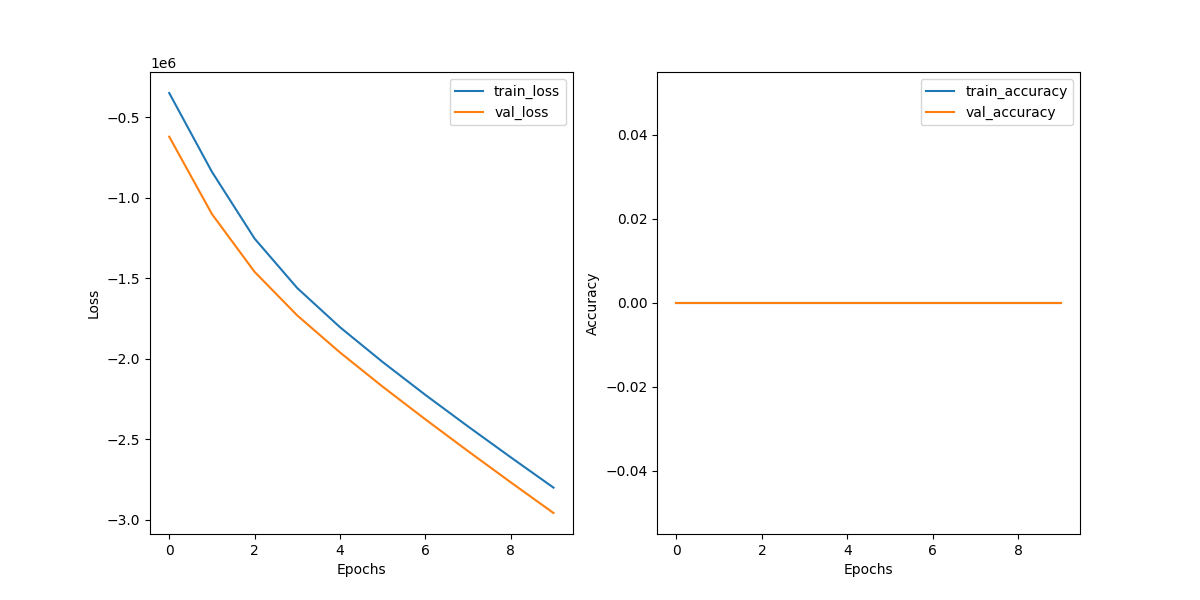 1e6
train_loss
val_loss
−0.5
−1.0
−1.5
−2.0
−2.5
−3.0
Loss
0 2 4 6 8
Epochs
train_accuracy
val_accuracy
0.04
0.02
0.00
−0.02
−0.04
Accuracy
0 2 4 6 8
Epochs